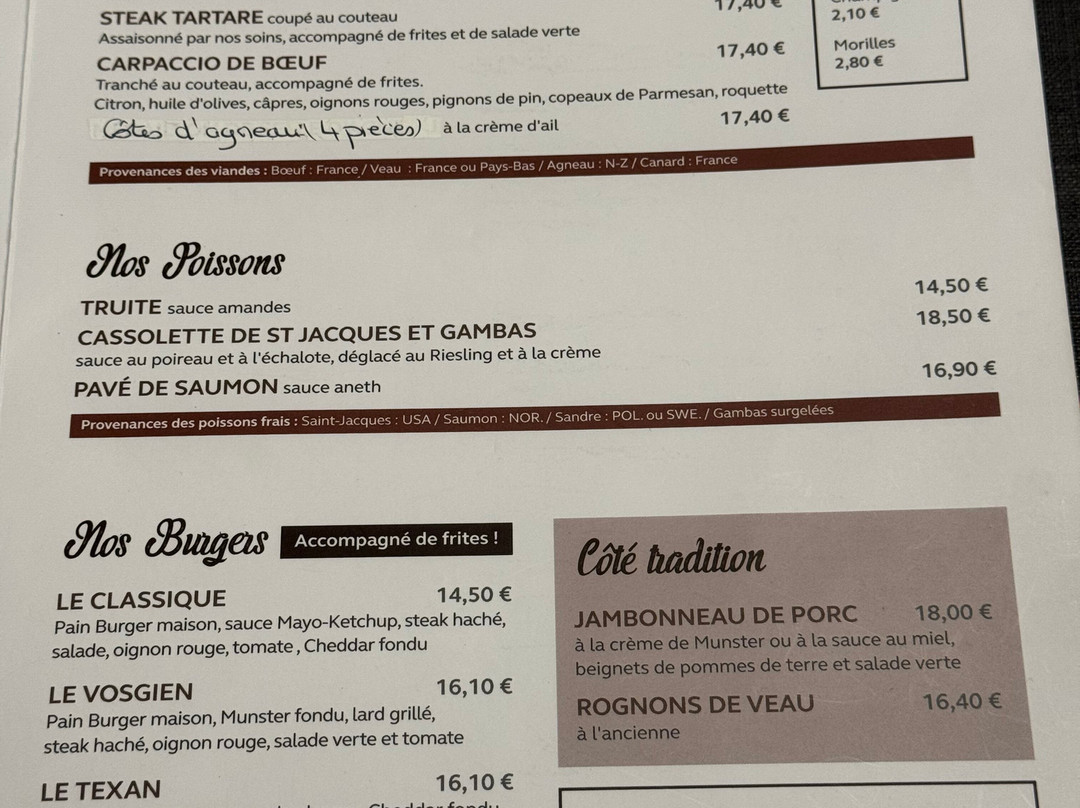 STEAK TARTARE coupé au couteau 17,40 €
Assaisonné par nos soins, accompagné de frites et de salade verte
CARPACCIO DE BŒUF 17,40 €
Tranché au couteau, accompagné de frites.
Citron, huile d'olives, câpres, oignons rouges, pignons de pin, copeaux de Parmesan, roquette
Côtes d'agneau (4 pièces) à la crème d'ail 17,40 €
2,10 €
Morilles
2,80 €
Provenances des viandes : Bœuf : France / Veau : France ou Pays-Bas / Agneau : N-Z / Canard : France
Nos Poissons
TRUITE sauce amandes 14,50 €
CASSOLETTE DE ST JACQUES ET GAMBAS 18,50 €
sauce au poireau et à l'échalote, déglacé au Riesling et à la crème
PAVÉ DE SAUMON sauce aneth 16,90 €
Provenances des poissons frais : Saint-Jacques : USA / Saumon : NOR. / Sandre : POL. ou SWE. / Gambas surgelées
Nos Burgers Accompagné de frites !
LE CLASSIQUE 14,50 €
Pain Burger maison, sauce Mayo-Ketchup, steak haché,
salade, oignon rouge, tomate , Cheddar fondu
LE VOSGIEN 16,10 €
Pain Burger maison, Munster fondu, lard grillé,
steak haché, oignon rouge, salade verte et tomate
LE TEXAN 16,10 €
Cheddar fondu,
Côté tradition
JAMBONNEAU DE PORC 18,00 €
à la crème de Munster ou à la sauce au miel,
beignets de pommes de terre et salade verte
ROGNONS DE VEAU 16,40 €
à l'ancienne